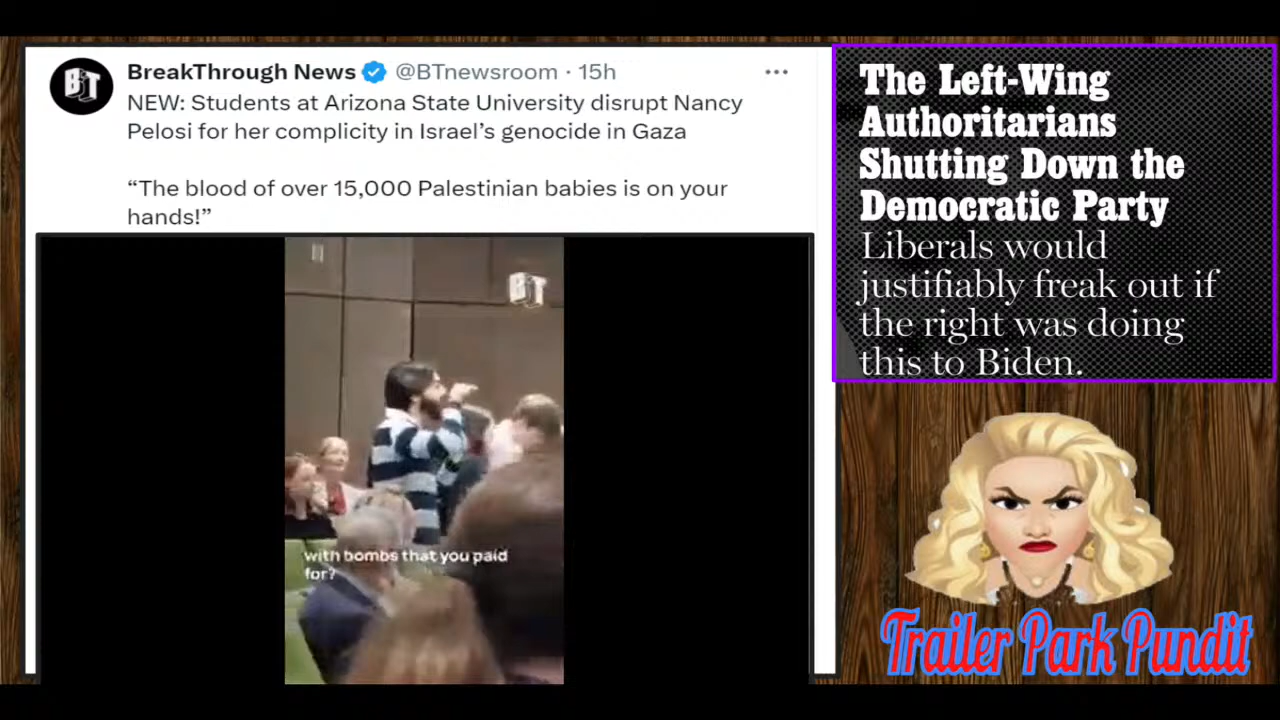 BreakThrough News @BTnewsroom · 15h
NEW: Students at Arizona State University disrupt Nancy
Pelosi for her complicity in Israel’s genocide in Gaza
“The blood of over 15,000 Palestinian babies is on your
hands!”
BT
BT
with bombs that you paid
for?
The Left-Wing
Authoritarians
Shutting Down the
Democratic Party
Liberals would
justifiably freak out if
the right was doing
this to Biden.
Trailer Park Pundit